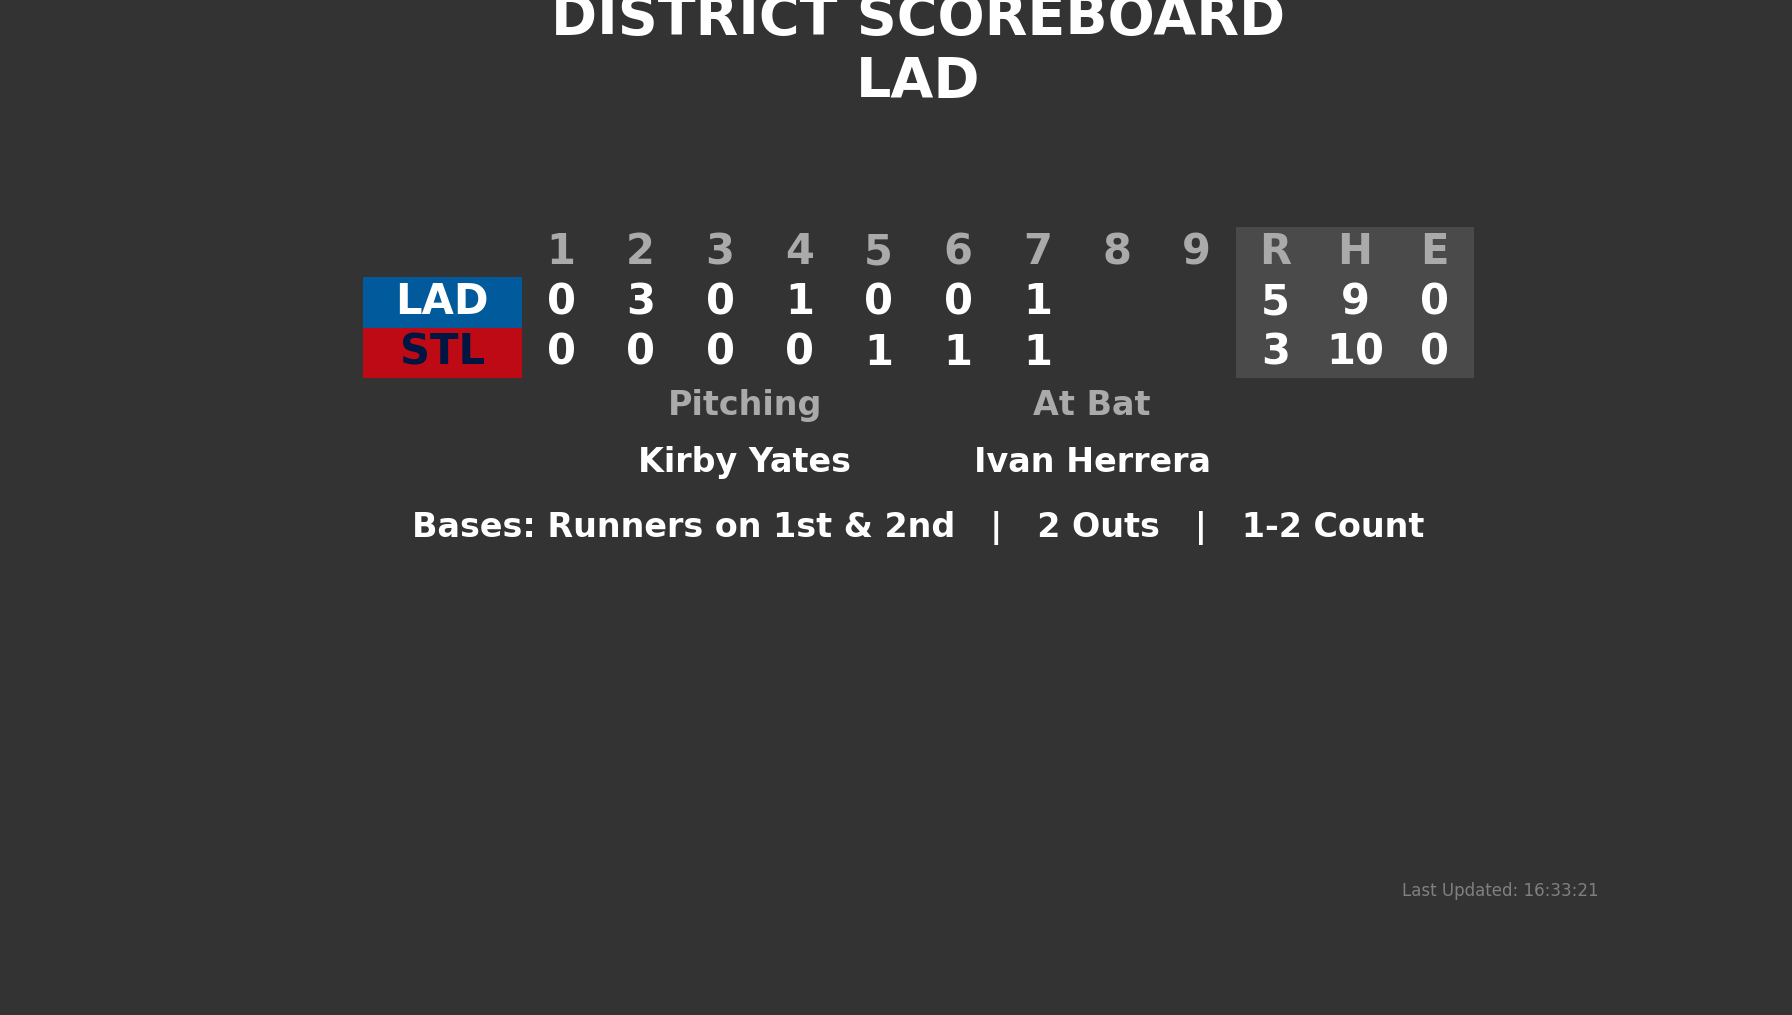 DISTRICT SCOREBOARD
LAD
1 2 3 4 5 6 7 8 9 R H E
LAD 0 3 0 1 0 0 1 5 9 0
STL 0 0 0 0 1 1 1 3 10 0
Pitching At Bat
Kirby Yates Ivan Herrera
Bases: Runners on 1st & 2nd | 2 Outs | 1-2 Count
Last Updated: 16:33:21